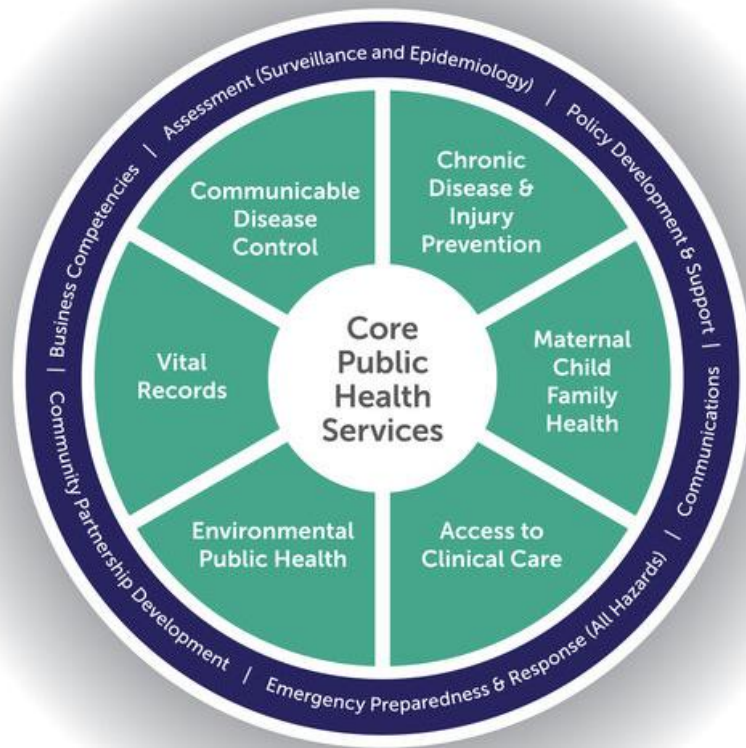 Core
Public
Health
Services
Communicable
Disease
Control
Chronic
Disease &
Injury
Prevention
Maternal
Child
Family
Health
Access to
Clinical Care
Environmental
Public Health
Vital
Records
Assessment (Surveillance and Epidemiology) | Policy Development & Support | Communications | Emergency Preparedness & Response (All Hazards) | Community Partnership Development | Business Competencies |